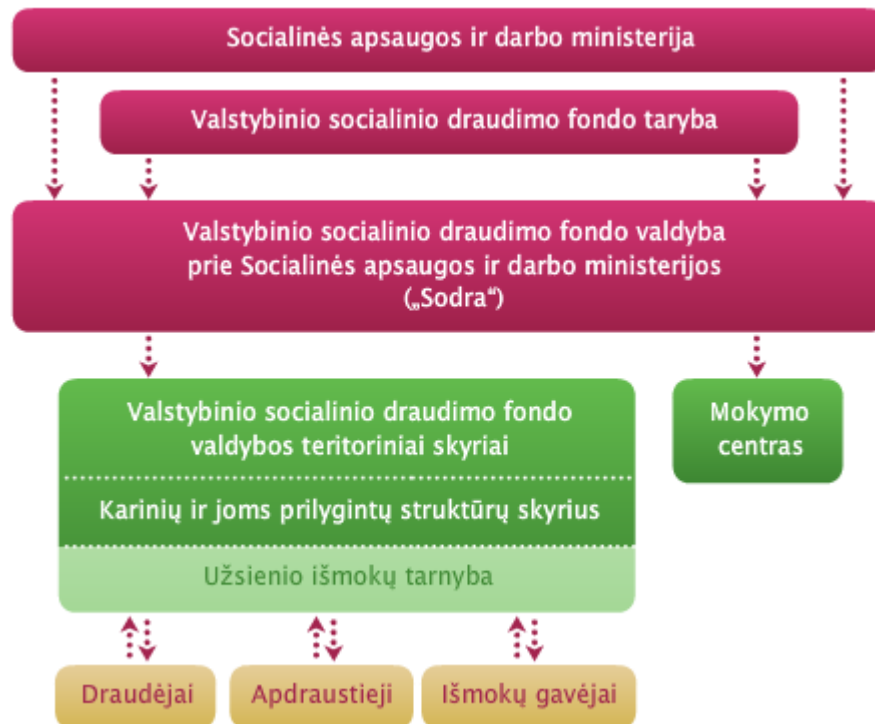 Socialinės apsaugos ir darbo ministerija
Valstybinio socialinio draudimo fondo taryba
Valstybinio socialinio draudimo fondo valdyba
prie Socialinės apsaugos ir darbo ministerijos
(„Sodra“)
Valstybinio socialinio draudimo fondo
valdybos teritoriniai skyriai
Mokymo
centras
Karinių ir joms prilygintų struktūrų skyrius
Užsienio išmokų tarnyba
Draudėjai
Apdraustieji
Išmokų gavėjai